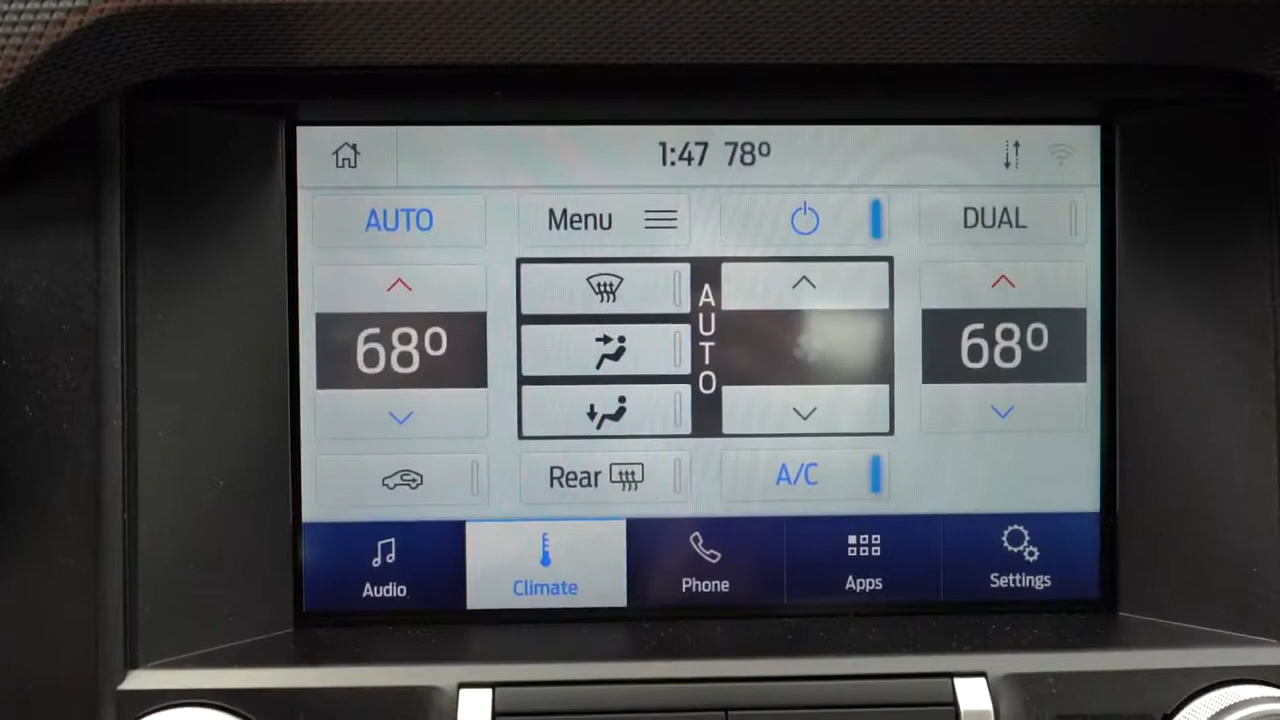 1:47 78º
AUTO Menu DUAL
AUTO
68º 68º
Rear A/C
Audio Climate Phone Apps Settings